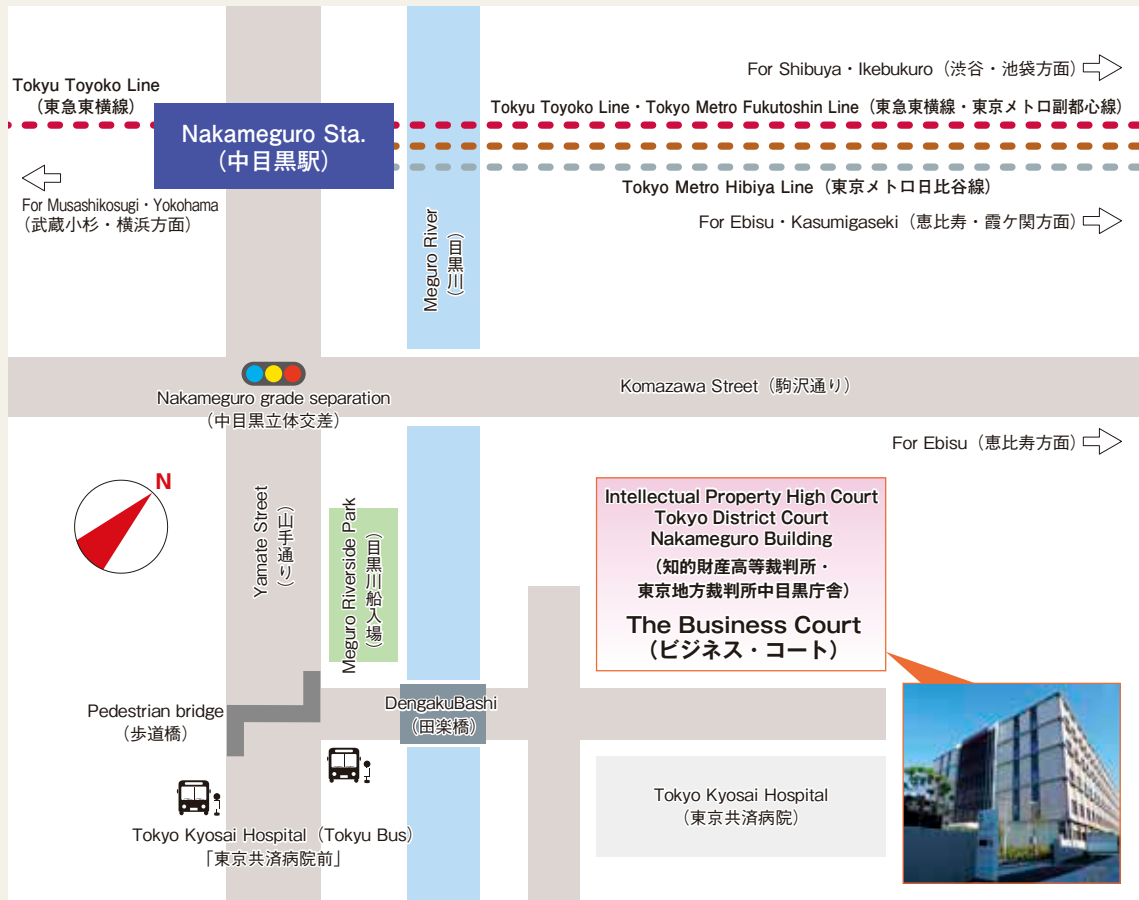 For Shibuya・Ikebukuro（渋谷・池袋方面）
Tokyu Toyoko Line
（東急東横線）
Tokyu Toyoko Line・Tokyo Metro Fukutoshin Line（東急東横線・東京メトロ副都心線）
Nakameguro Sta.
（中目黒駅）
Tokyo Metro Hibiya Line（東京メトロ日比谷線）
For Musashikosugi・Yokohama
（武蔵小杉・横浜方面）
For Ebisu・Kasumigaseki（恵比寿・霞ケ関方面）
Meguro River
（目黒川）
Komazawa Street（駒沢通り）
Nakameguro grade separation
（中目黒立体交差）
For Ebisu（恵比寿方面）
N
Yamate Street
（山手通り）
Meguro Riverside Park
（目黒川船入場）
Intellectual Property High Court
Tokyo District Court
Nakameguro Building
（知的財産高等裁判所・
東京地方裁判所中目黒庁舎）
The Business Court
（ビジネス・コート）
Pedestrian bridge
（歩道橋）
DengakuBashi
（田楽橋）
Tokyo Kyosai Hospital
（東京共済病院）
Tokyo Kyosai Hospital（Tokyu Bus）
「東京共済病院前」